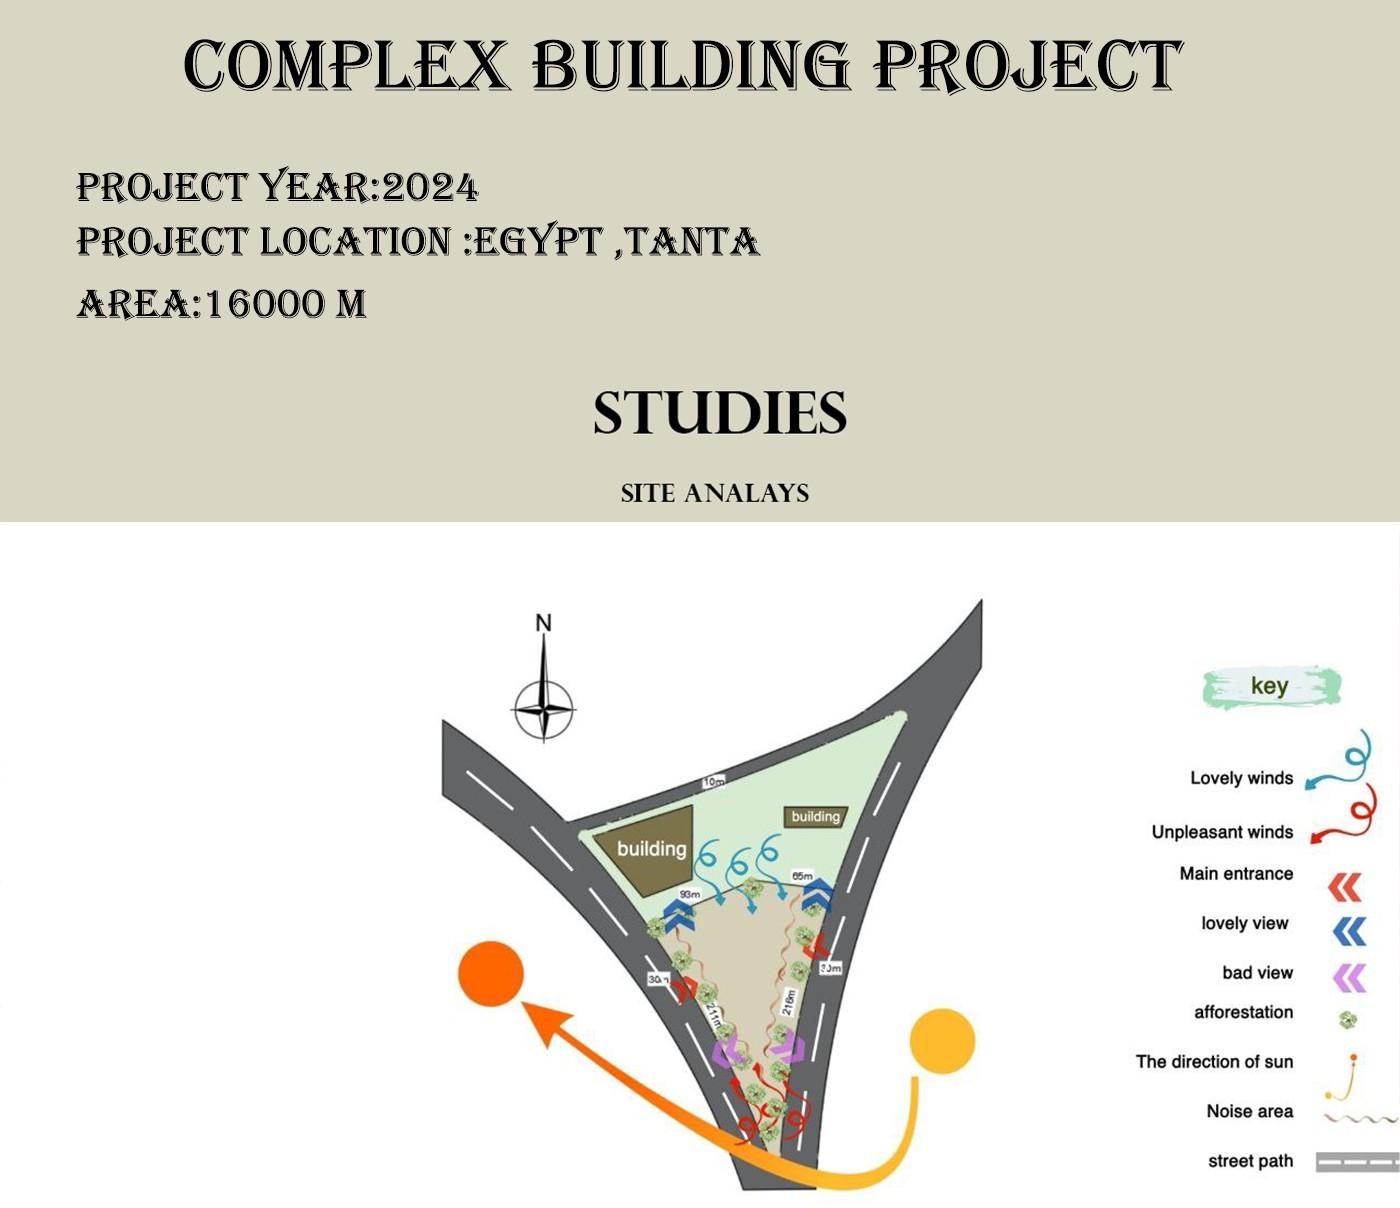 COMPLEX BUILDING PROJECT
PROJECT YEAR:2024
PROJECT LOCATION :EGYPT ,TANTA
AREA:16000 M
STUDIES
SITE ANALAYS
N
key
10m
building
building
Lovely winds
Unpleasant winds
65m
Main entrance
93m
lovely view
30m
bad view
211m
216m
afforestation
The direction of sun
Noise area
street path